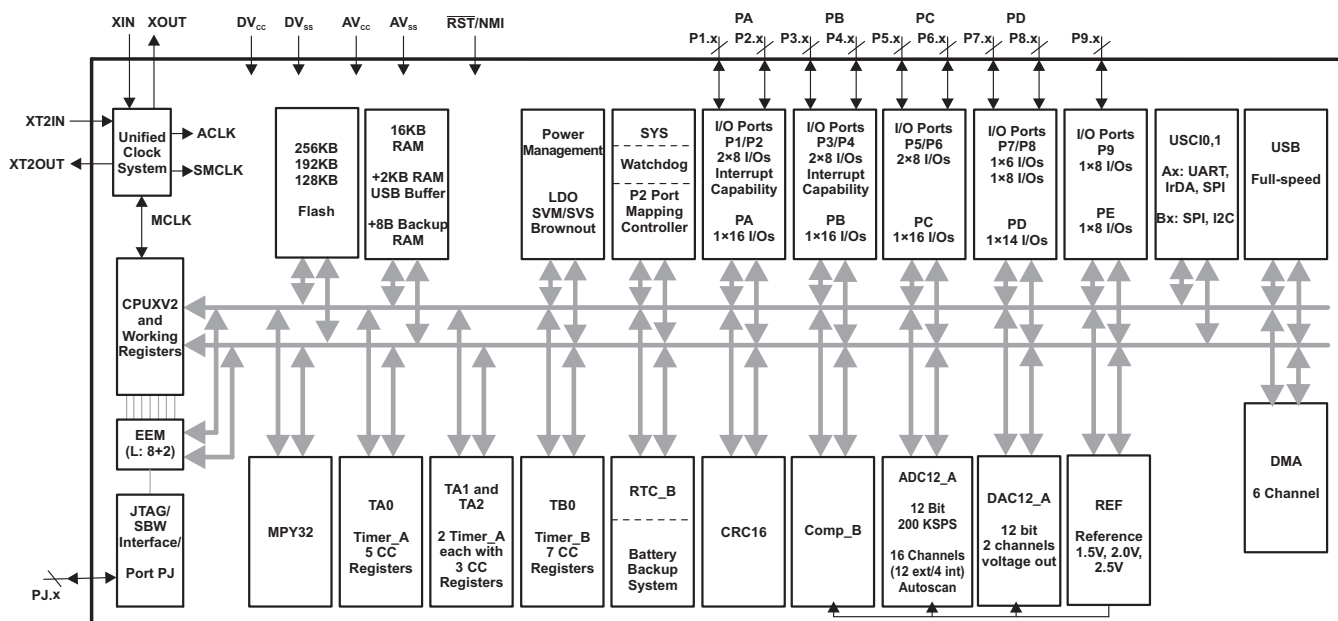 XIN XOUT DVCC DVSS AVCC AVSS RST/NMI PA PB PC PD
P1.x P2.x P3.x P4.x P5.x P6.x P7.x P8.x P9.x
XT2IN
XT2OUT
Unified
Clock
System
ACLK
SMCLK
MCLK
256KB
192KB
128KB
Flash
16KB
RAM
+2KB RAM
USB Buffer
+8B Backup
RAM
Power
Management
LDO
SVM/SVS
Brownout
SYS
Watchdog
P2 Port
Mapping
Controller
I/O Ports
P1/P2
2×8 I/Os
Interrupt
Capability
PA
1×16 I/Os
I/O Ports
P3/P4
2×8 I/Os
Interrupt
Capability
PB
1×16 I/Os
I/O Ports
P5/P6
2×8 I/Os
PC
1×16 I/Os
I/O Ports
P7/P8
1×6 I/Os
1×8 I/Os
PD
1×14 I/Os
I/O Ports
P9
1×8 I/Os
PE
1×8 I/Os
USCI0,1
Ax: UART,
IrDA, SPI
Bx: SPI, I2C
USB
Full-speed
CPUXV2
and
Working
Registers
EEM
(L: 8+2)
JTAG/
SBW
Interface/
Port PJ
PJ.x
MPY32
TA0
Timer_A
5 CC
Registers
TA1 and
TA2
2 Timer_A
each with
3 CC
Registers
TB0
Timer_B
7 CC
Registers
RTC_B
Battery
Backup
System
CRC16
Comp_B
ADC12_A
12 Bit
200 KSPS
16 Channels
(12 ext/4 int)
Autoscan
DAC12_A
12 bit
2 channels
voltage out
REF
Reference
1.5V, 2.0V,
2.5V
DMA
6 Channel